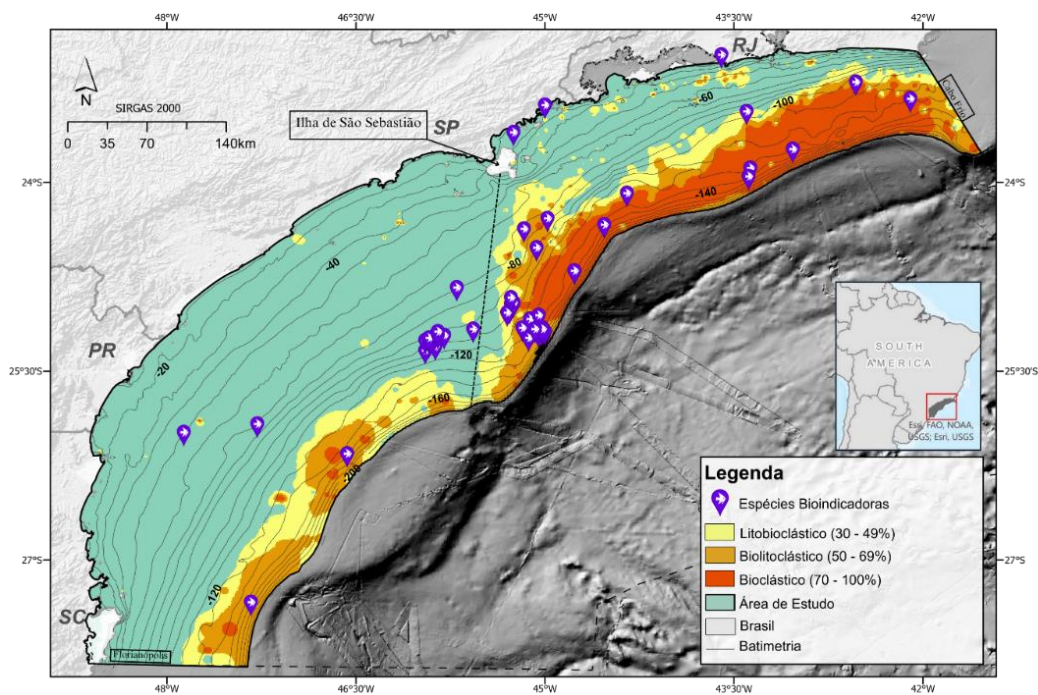 48°W 46°30'W 45°W 43°30'W 42°W
RJ
N
SIRGAS 2000
0 35 70 140km
Ilha de São Sebastião
SP
Cabo Frio
-60
-100
24°S 24°S
-140
-40
-80
PR
-20
-120
25°30'S 25°30'S
-160
-200
SOUTH
AMERICA
Esri, FAO, NOAA,
USGS; Esri, USGS
Legenda
Espécies Bioindicadoras
Litobioclástico (30 - 49%)
Biolitoclástico (50 - 69%)
Bioclástico (70 - 100%)
Área de Estudo
Brasil
Batimetria
27°S 27°S
-120
SC
Florianópolis
48°W 46°30'W 45°W 43°30'W 42°W